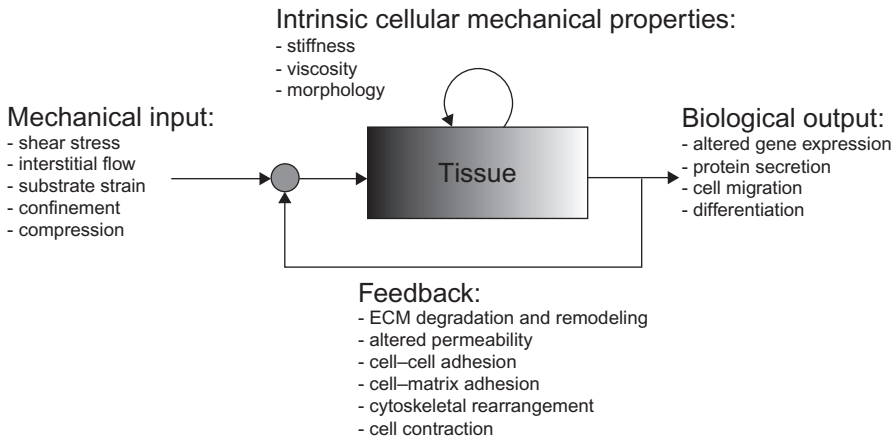 Intrinsic cellular mechanical properties:
- stiffness
- viscosity
- morphology
Mechanical input:
- shear stress
- interstitial flow
- substrate strain
- confinement
- compression
Tissue
Biological output:
- altered gene expression
- protein secretion
- cell migration
- differentiation
Feedback:
- ECM degradation and remodeling
- altered permeability
- cell–cell adhesion
- cell–matrix adhesion
- cytoskeletal rearrangement
- cell contraction